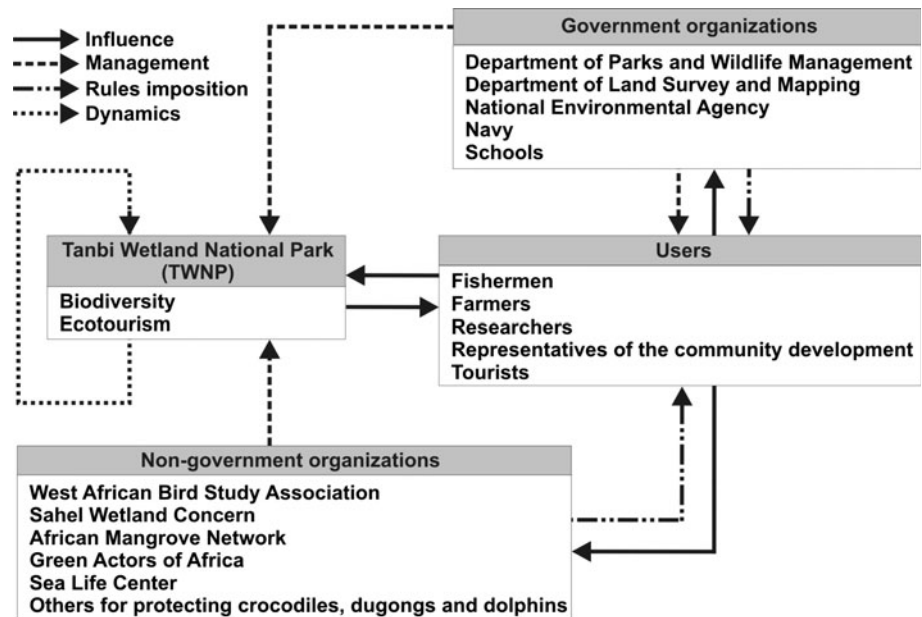 Influence
Management
Rules imposition
Dynamics
Government organizations
Department of Parks and Wildlife Management
Department of Land Survey and Mapping
National Environmental Agency
Navy
Schools
Tanbi Wetland National Park
(TWNP)
Biodiversity
Ecotourism
Users
Fishermen
Farmers
Researchers
Representatives of the community development
Tourists
Non-government organizations
West African Bird Study Association
Sahel Wetland Concern
African Mangrove Network
Green Actors of Africa
Sea Life Center
Others for protecting crocodiles, dugongs and dolphins